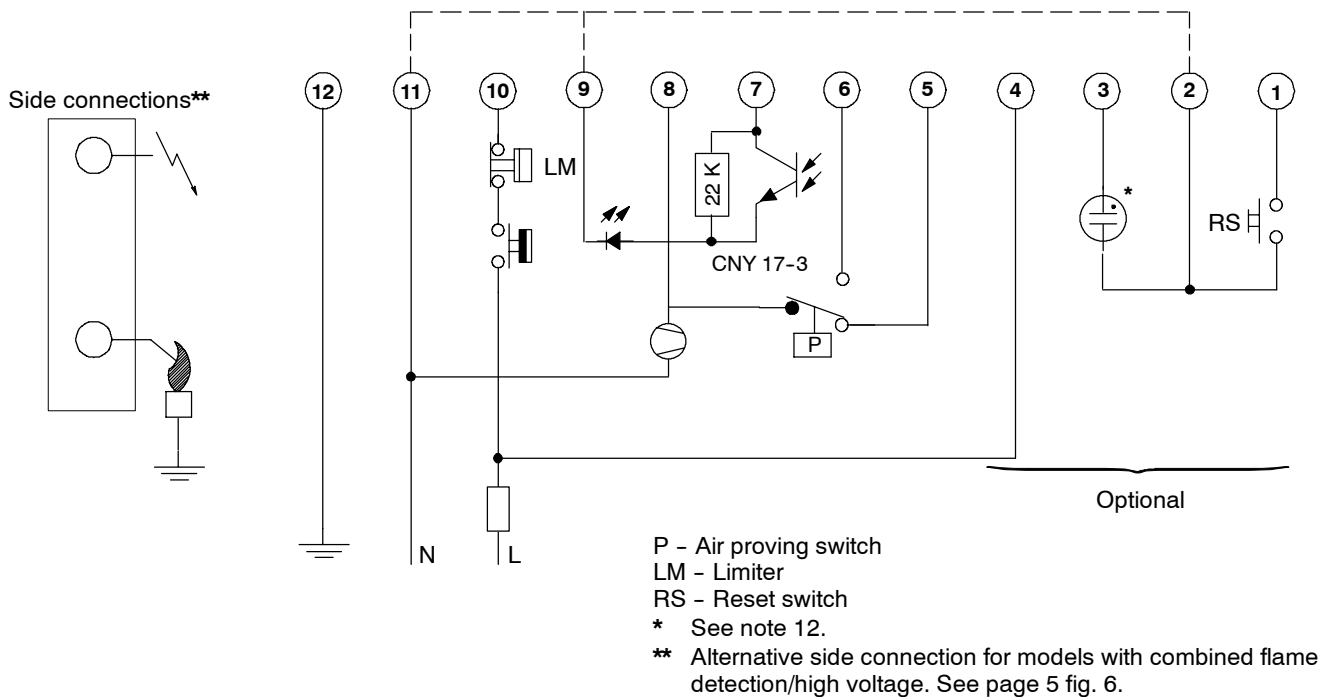 Side connections**
12 11 10 9 8 7 6 5 4 3 2 1
LM
22 K
*
RS
CNY 17-3
P
Optional
N L
P - Air proving switch
LM - Limiter
RS - Reset switch
* See note 12.
** Alternative side connection for models with combined flame
detection/high voltage. See page 5 fig. 6.